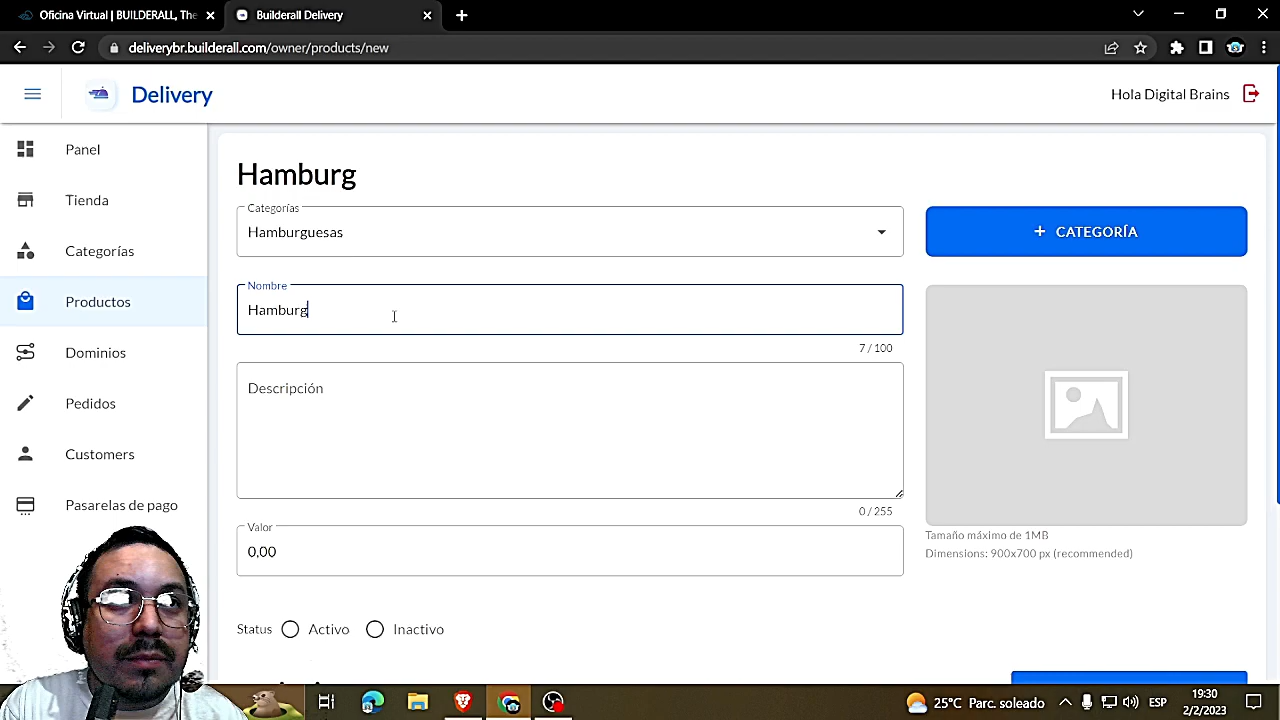 Oficina Virtual | BUILDERALL, The
Builderall Delivery
deliverybr.builderall.com/owner/products/new
Delivery
Hola Digital Brains
Panel
Tienda
Categorías
Productos
Dominios
Pedidos
Customers
Pasarelas de pago
Hamburg
Categorías
Hamburguesas
+ CATEGORÍA
Nombre
Hamburg
7 / 100
Descripción
0 / 255
Valor
0,00
Tamaño máximo de 1MB
Dimensions: 900x700 px (recommended)
Status
Activo
Inactivo
25°C Parc. soleado
ESP
19:30
2/2/2023